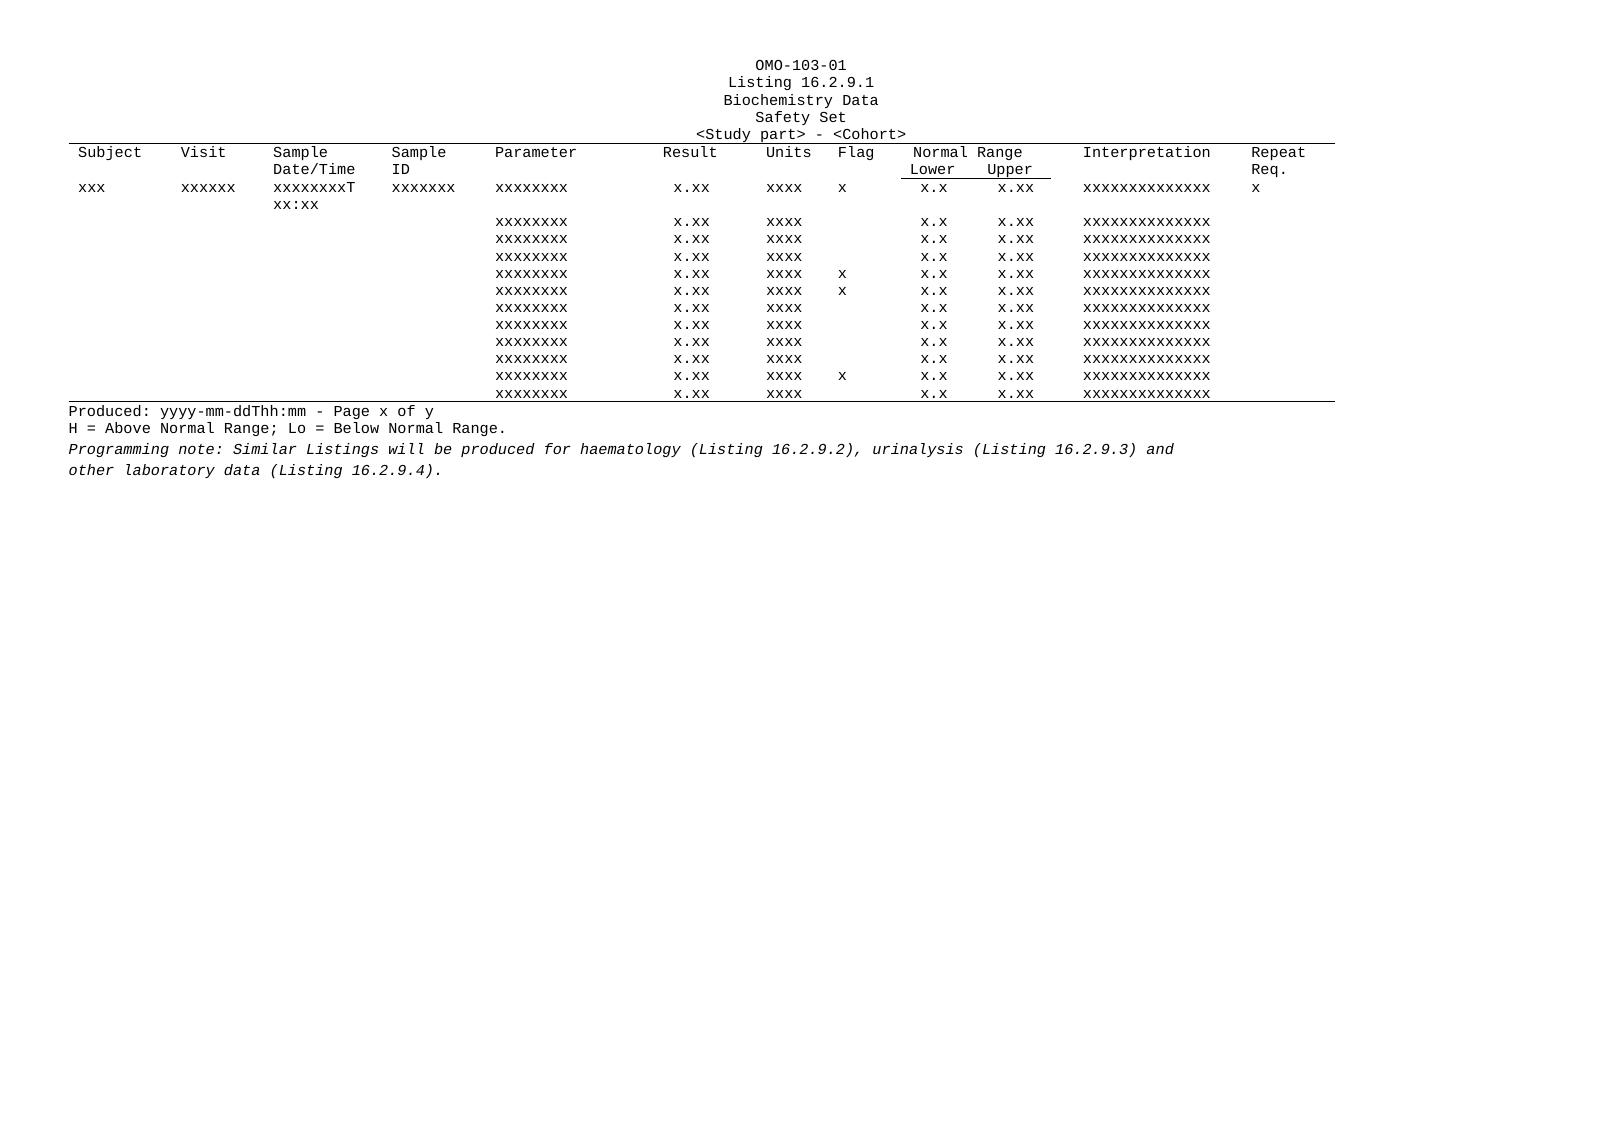 OMO-103-01
Listing 16.2.9.1
Biochemistry Data
Safety Set
<Study part> - <Cohort>
Subject Visit Sample Sample Parameter Result Units Flag Normal Range Interpretation Repeat
Date/Time ID Lower Upper Req.
xxx xxxxxx xxxxxxxxT xxxxxxx xxxxxxxx x.xx xxxx x x.x x.xx xxxxxxxxxxxxxx x
xx:xx
xxxxxxxx x.xx xxxx x.x x.xx xxxxxxxxxxxxxx
xxxxxxxx x.xx xxxx x.x x.xx xxxxxxxxxxxxxx
xxxxxxxx x.xx xxxx x.x x.xx xxxxxxxxxxxxxx
xxxxxxxx x.xx xxxx x x.x x.xx xxxxxxxxxxxxxx
xxxxxxxx x.xx xxxx x x.x x.xx xxxxxxxxxxxxxx
xxxxxxxx x.xx xxxx x.x x.xx xxxxxxxxxxxxxx
xxxxxxxx x.xx xxxx x.x x.xx xxxxxxxxxxxxxx
xxxxxxxx x.xx xxxx x.x x.xx xxxxxxxxxxxxxx
xxxxxxxx x.xx xxxx x.x x.xx xxxxxxxxxxxxxx
xxxxxxxx x.xx xxxx x x.x x.xx xxxxxxxxxxxxxx
xxxxxxxx x.xx xxxx x.x x.xx xxxxxxxxxxxxxx
Produced: yyyy-mm-ddThh:mm - Page x of y
H = Above Normal Range; Lo = Below Normal Range.
Programming note: Similar Listings will be produced for haematology (Listing 16.2.9.2), urinalysis (Listing 16.2.9.3) and
other laboratory data (Listing 16.2.9.4).